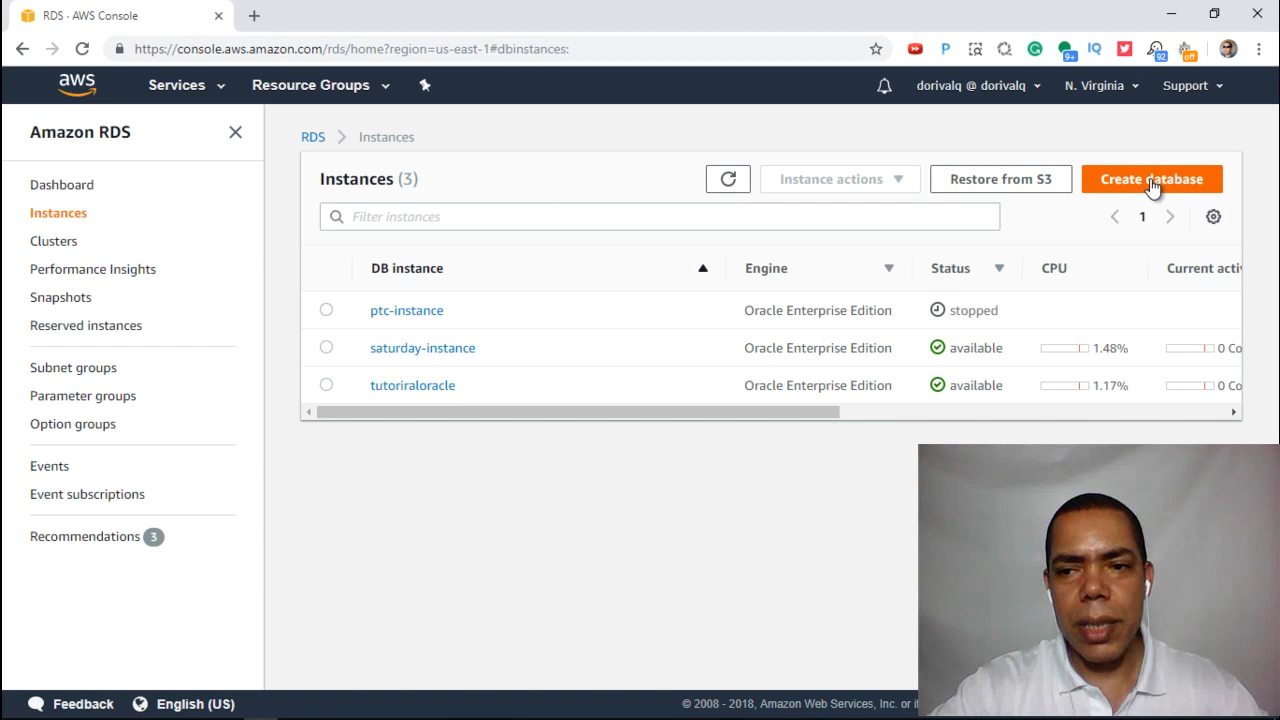 RDS · AWS Console
https://console.aws.amazon.com/rds/home?region=us-east-1#dbinstances:
P
IQ
9+
92
off
aws
Services
Resource Groups
dorivalq @ dorivalq
N. Virginia
Support
Amazon RDS
Dashboard
Instances
Clusters
Performance Insights
Snapshots
Reserved instances
Subnet groups
Parameter groups
Option groups
Events
Event subscriptions
Recommendations 3
RDS Instances
Instances (3)
Instance actions
Restore from S3
Create database
Filter instances
1
DB instance Engine Status CPU Current activ
ptc-instance Oracle Enterprise Edition stopped
saturday-instance Oracle Enterprise Edition available 1.48% 0 Co
tutoriraloracle Oracle Enterprise Edition available 1.17% 0 Co
Feedback English (US)
© 2008 - 2018, Amazon Web Services, Inc. or it